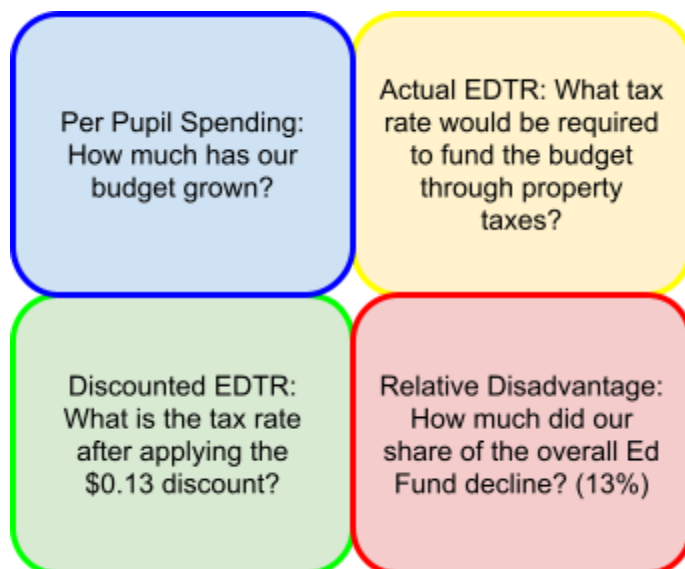 Per Pupil Spending:
How much has our
budget grown?
Actual EDTR: What tax
rate would be required
to fund the budget
through property
taxes?
Discounted EDTR:
What is the tax rate
after applying the
$0.13 discount?
Relative Disadvantage:
How much did our
share of the overall Ed
Fund decline? (13%)